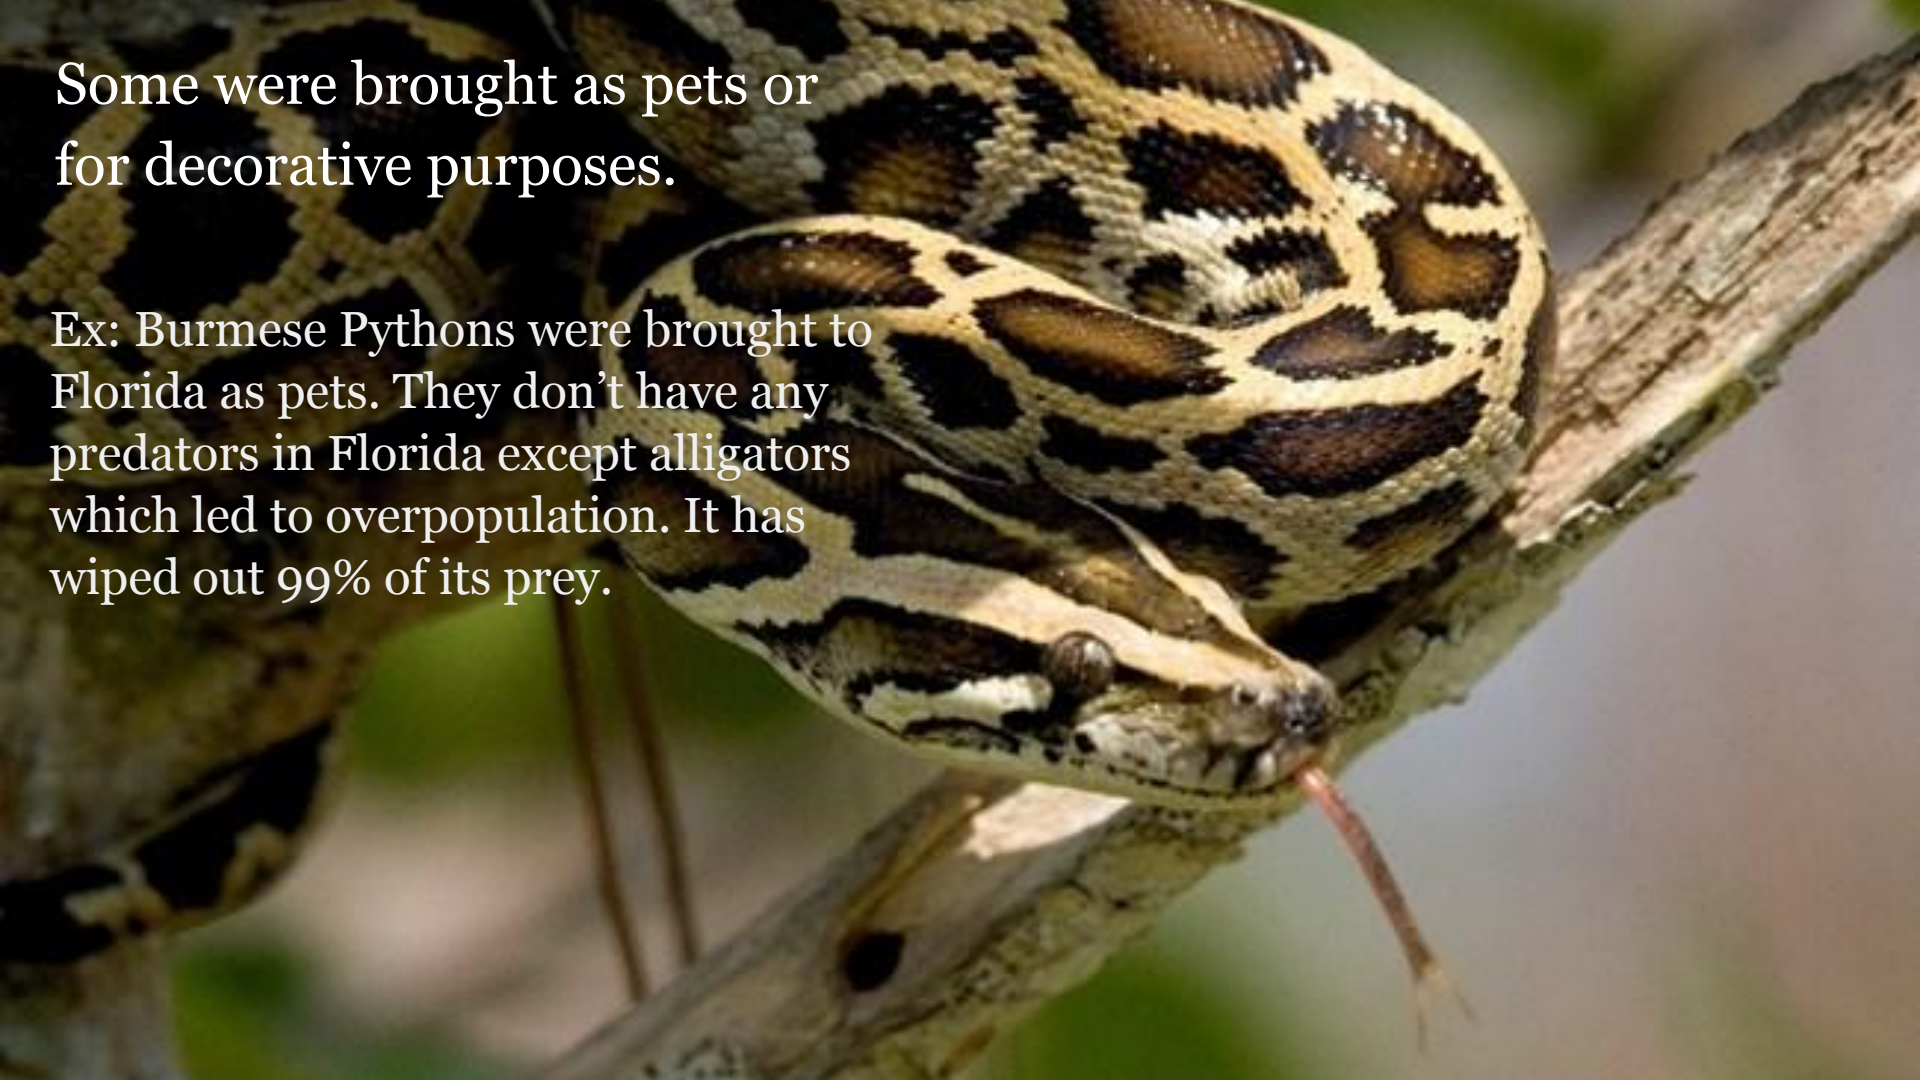 Some were brought as pets or
for decorative purposes.
Ex: Burmese Pythons were brought to
Florida as pets. They don’t have any
predators in Florida except alligators
which led to overpopulation. It has
wiped out 99% of its prey.